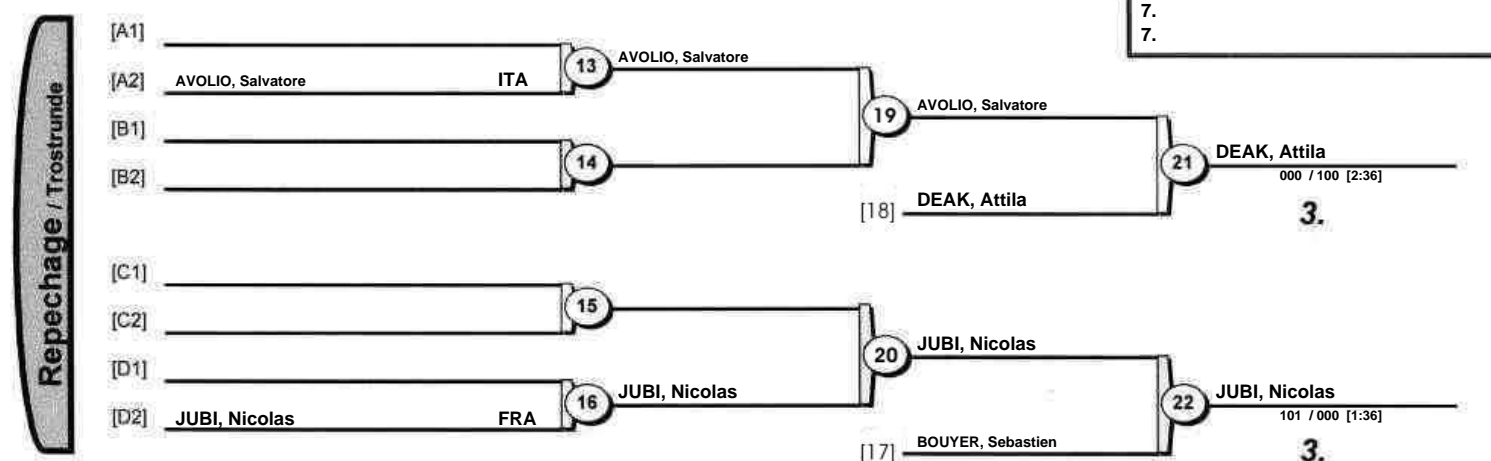 7.
7.
Repechage / Trostrunde
[A1]
[A2] AVOLIO, Salvatore ITA
13 AVOLIO, Salvatore
[B1]
[B2]
14
19 AVOLIO, Salvatore
[18] DEAK, Attila
21 DEAK, Attila
000 / 100 [2:36]
3.
[C1]
[C2]
15
[D1]
[D2] JUBI, Nicolas FRA
16 JUBI, Nicolas
20 JUBI, Nicolas
[17] BOUYER, Sebastien
22 JUBI, Nicolas
101 / 000 [1:36]
3.